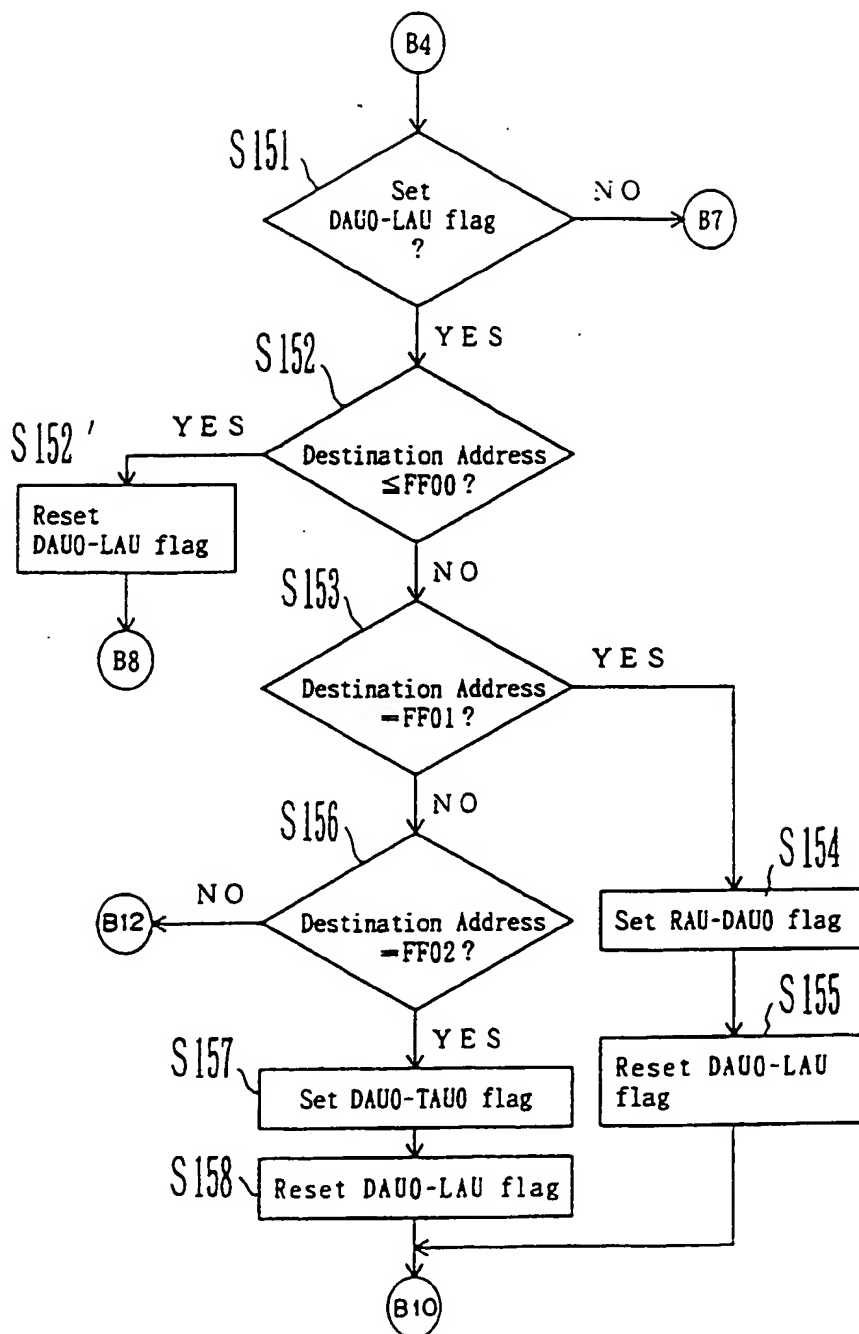 B4
S151
Set
DAU0-LAU flag
?
NO
B7
YES
S152
Destination Address
≦FF00?
YES
S152'
Reset
DAU0-LAU flag
B8
NO
S153
Destination Address
=FF01?
YES
NO
S156
S154
Set RAU-DAU0 flag
NO
B12
Destination Address
=FF02?
S155
Reset DAU0-LAU
flag
YES
S157
Set DAU0-TAU0 flag
S158
Reset DAU0-LAU flag
B10